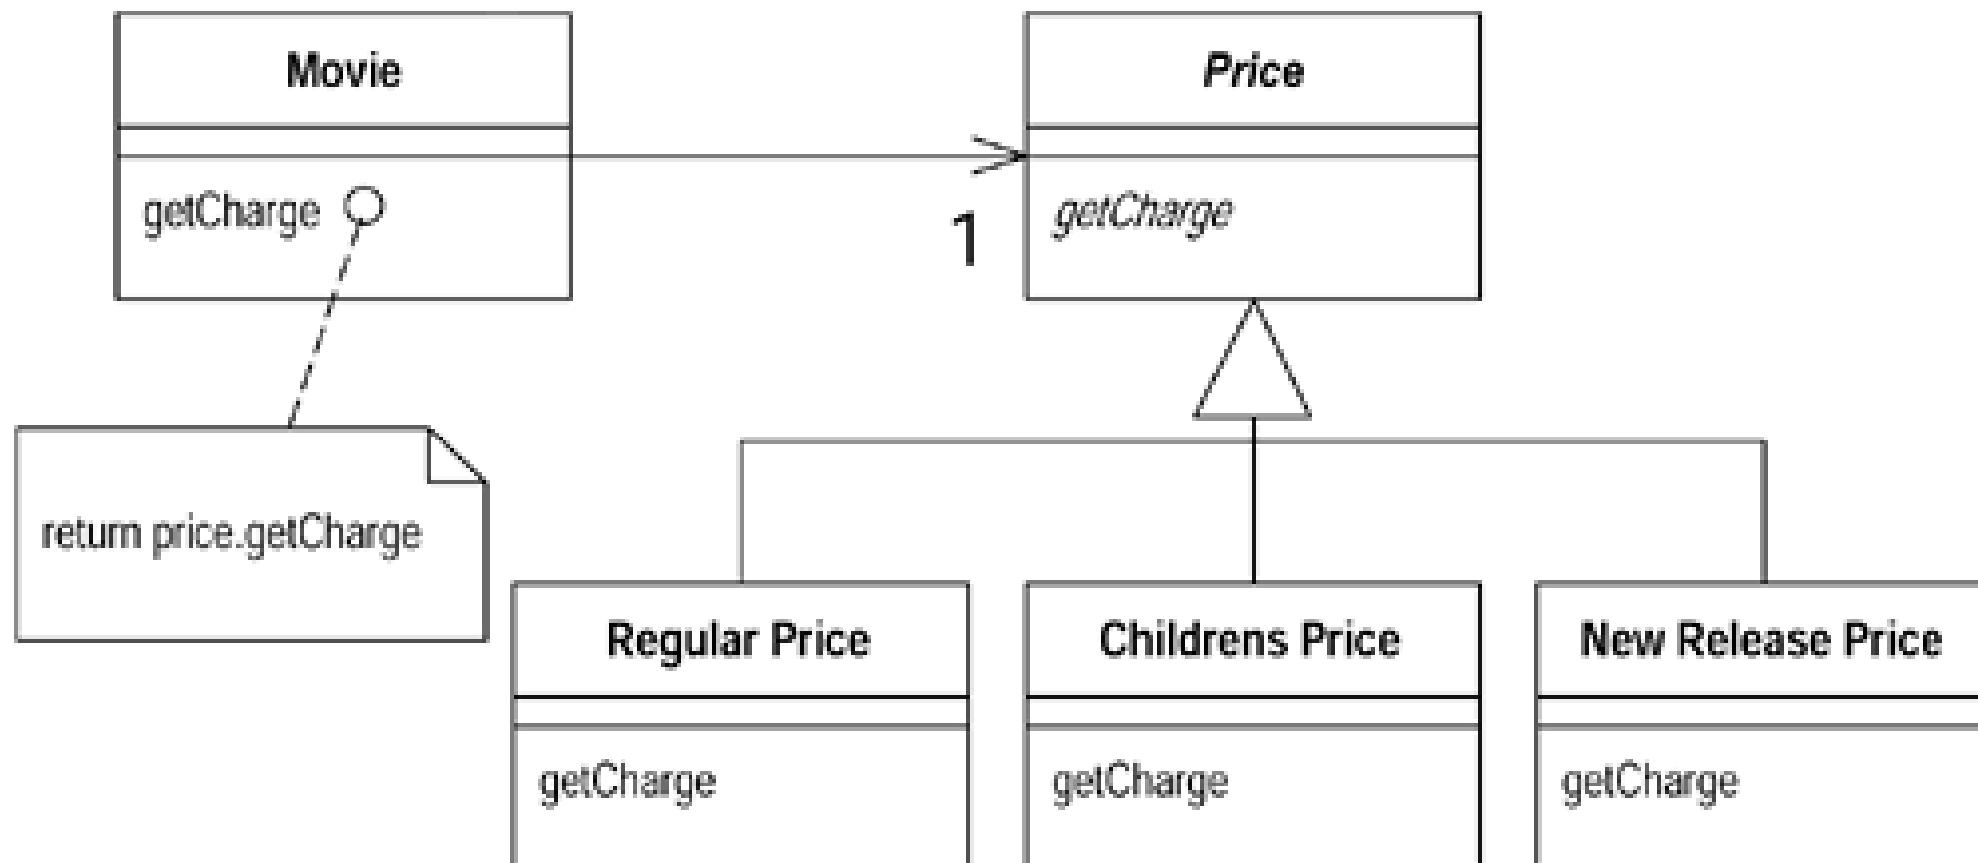 Movie
Price
getCharge
1
getCharge
return price.getCharge
Regular Price
Childrens Price
New Release Price
getCharge
getCharge
getCharge